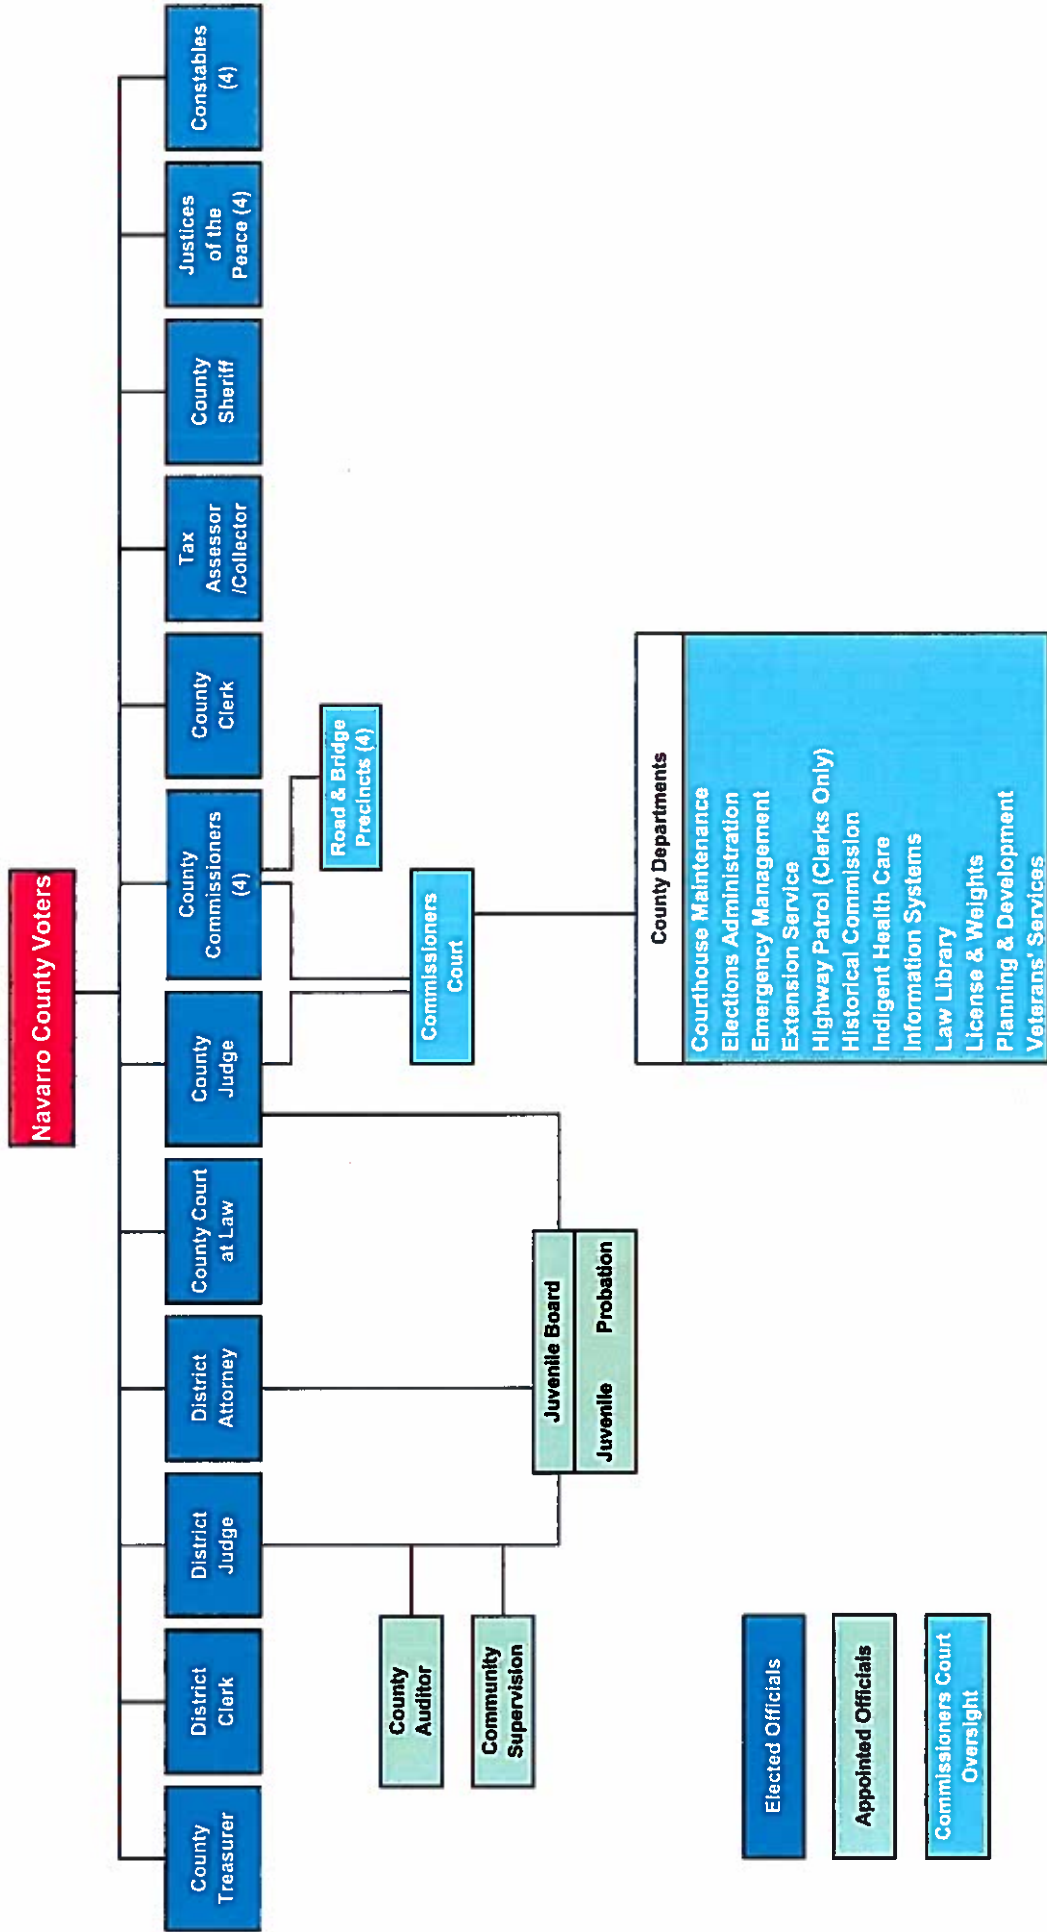 Navarro County Voters
County
Treasurer
District
Clerk
District
Judge
District
Attorney
County Court
at Law
County
Judge
County
Commissioners
(4)
County
Clerk
Tax
Assessor
/Collector
County
Sheriff
Justices
of the
Peace (4)
Constables
(4)
Road & Bridge
Precincts (4)
County
Auditor
Commissioners
Court
Community
Supervision
Juvenile Board
Juvenile Probation
County Departments
Courthouse Maintenance
Elections Administration
Emergency Management
Extension Service
Highway Patrol (Clerks Only)
Historical Commission
Indigent Health Care
Information Systems
Law Library
License & Weights
Planning & Development
Veterans' Services
Elected Officials
Appointed Officials
Commissioners Court
Oversight